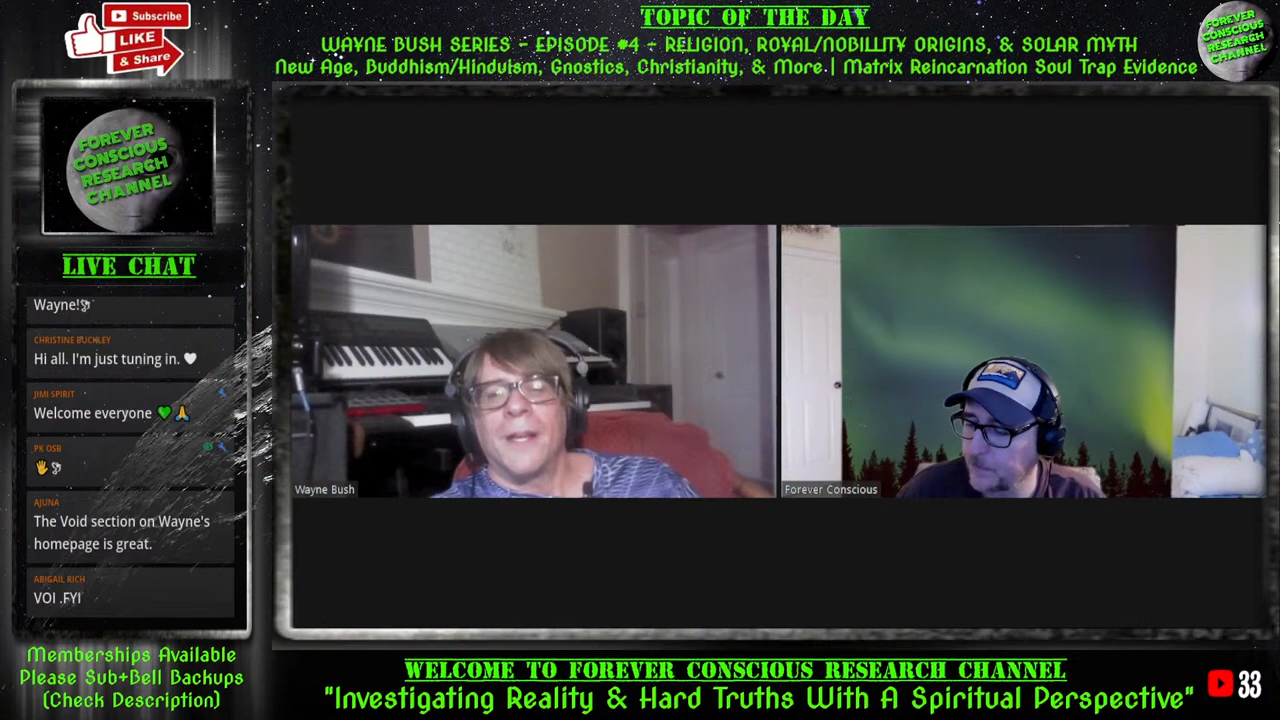 Subscribe
LIKE
& Share
TOPIC OF THE DAY
WAYNE BUSH SERIES - EPISODE #4 - RELIGION, ROYAL/NOBILLITY ORIGINS, & SOLAR MYTH
New Age, Buddhism/Hinduism, Gnostics, Christianity, & More.| Matrix Reincarnation Soul Trap Evidence
FOREVER
CONSCIOUS
RESEARCH
CHANNEL
FOREVER
CONSCIOUS
RESEARCH
CHANNEL
LIVE CHAT
Wayne!
CHRISTINE BUCKLEY
Hi all. I'm just tuning in. 🤍
JIMI SPIRIT
Welcome everyone 💚🙏
PK OSB
🖐
AJUNA
The Void section on Wayne's
homepage is great.
ABIGAIL RICH
VOI .FYI
Wayne Bush
Forever Conscious
Memberships Available
Please Sub+Bell Backups
(Check Description)
WELCOME TO FOREVER CONSCIOUS RESEARCH CHANNEL
"Investigating Reality & Hard Truths With A Spiritual Perspective"
33